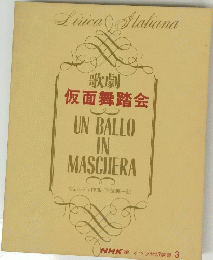 Lirica Italiana
歌劇
仮面舞踏会
UN BALLO
IN
MASCHERA
NHK 3